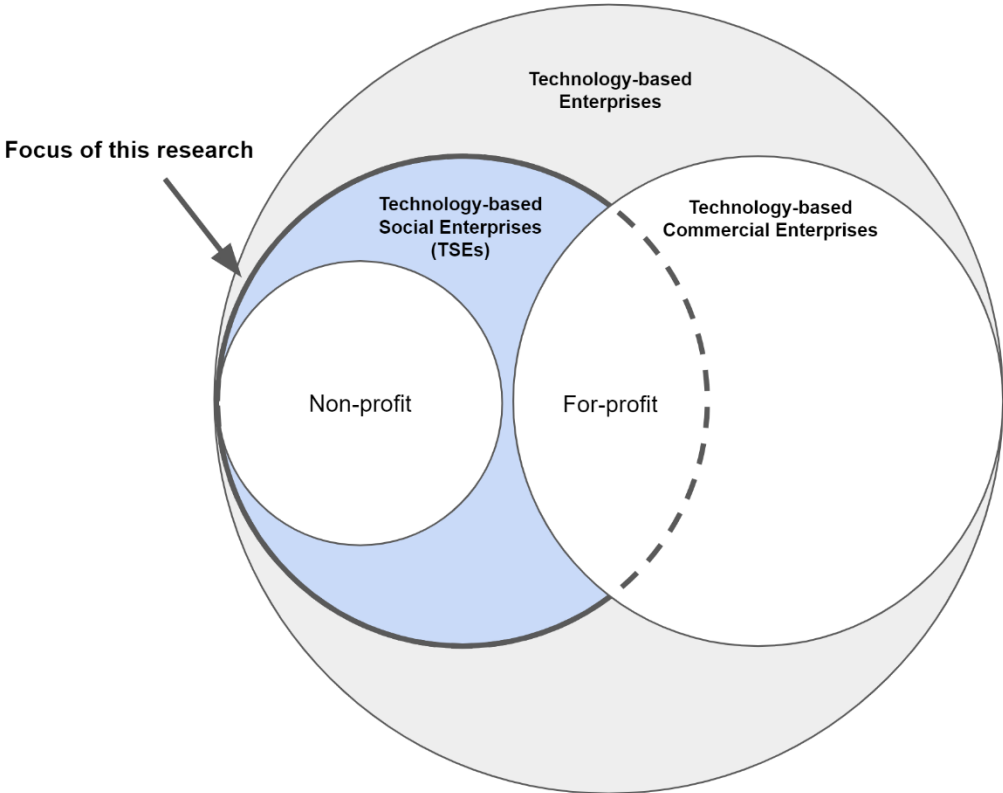 Technology-based
Enterprises
Focus of this research
Technology-based
Social Enterprises
(TSEs)
Technology-based
Commercial Enterprises
Non-profit
For-profit